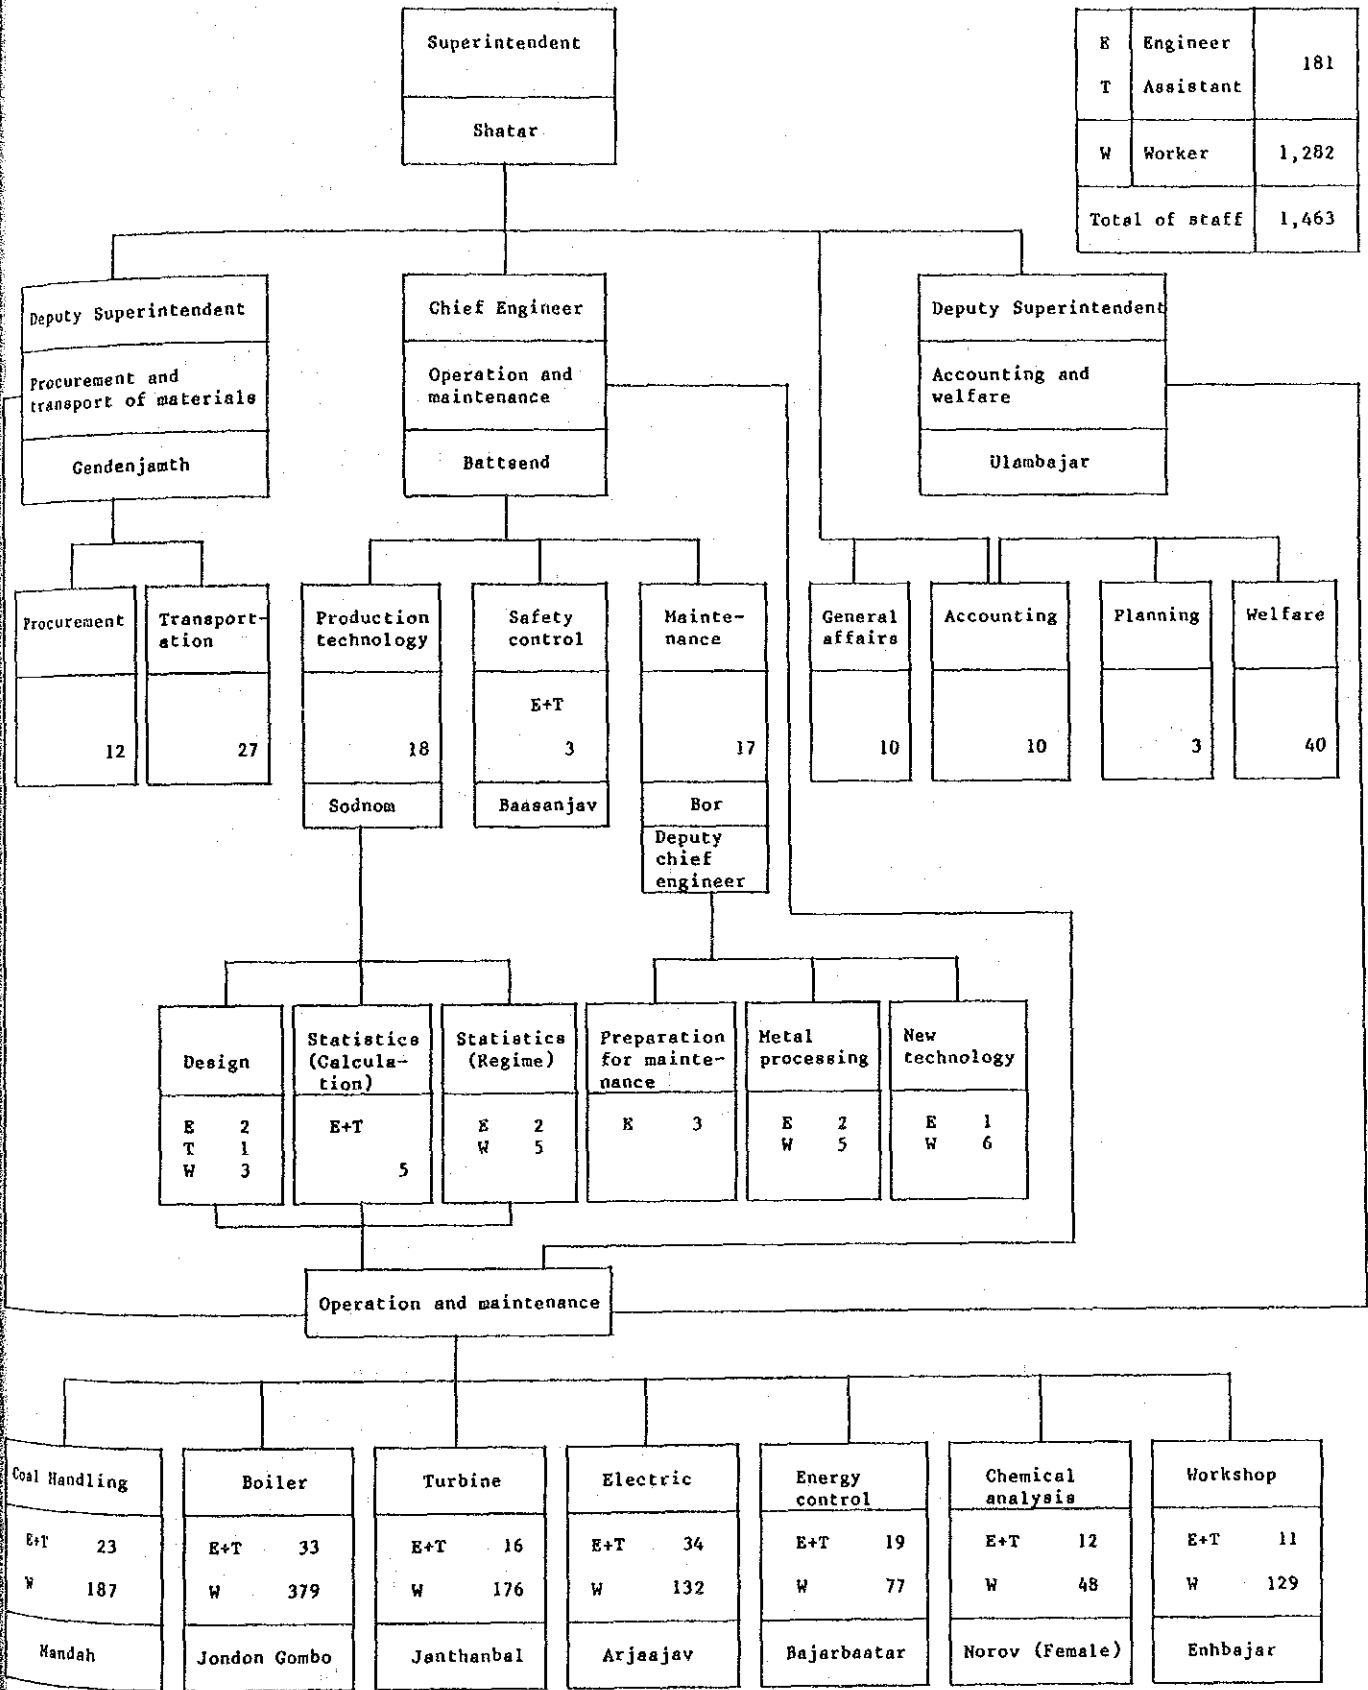 Superintendent
Shatar
E Engineer
181
T Assistant
W Worker 1,282
Total of staff 1,463
Deputy Superintendent
Procurement and
transport of materials
Gendenjamth
Chief Engineer
Operation and
maintenance
Battsend
Deputy Superintendent
Accounting and
welfare
Ulambajar
Procurement
12
Transport-
ation
27
Production
technology
18
Sodnom
Safety
control
E+T
3
Baasanjav
Mainte-
nance
17
Bor
Deputy
chief
engineer
General
affairs
10
Accounting
10
Planning
3
Welfare
40
Design
E 2
T 1
W 3
Statistics
(Calcula-
tion)
E+T
5
Statistics
(Regime)
E 2
W 5
Preparation
for mainte-
nance
E 3
Metal
processing
E 2
W 5
New
technology
E 1
W 6
Operation and maintenance
Coal Handling
E+T 23
W 187
Mandah
Boiler
E+T 33
W 379
Jondon Gombo
Turbine
E+T 16
W 176
Janthanbal
Electric
E+T 34
W 132
Arjaajav
Energy
control
E+T 19
W 77
Bajarbaatar
Chemical
analysis
E+T 12
W 48
Norov (Female)
Workshop
E+T 11
W 129
Enhbajar